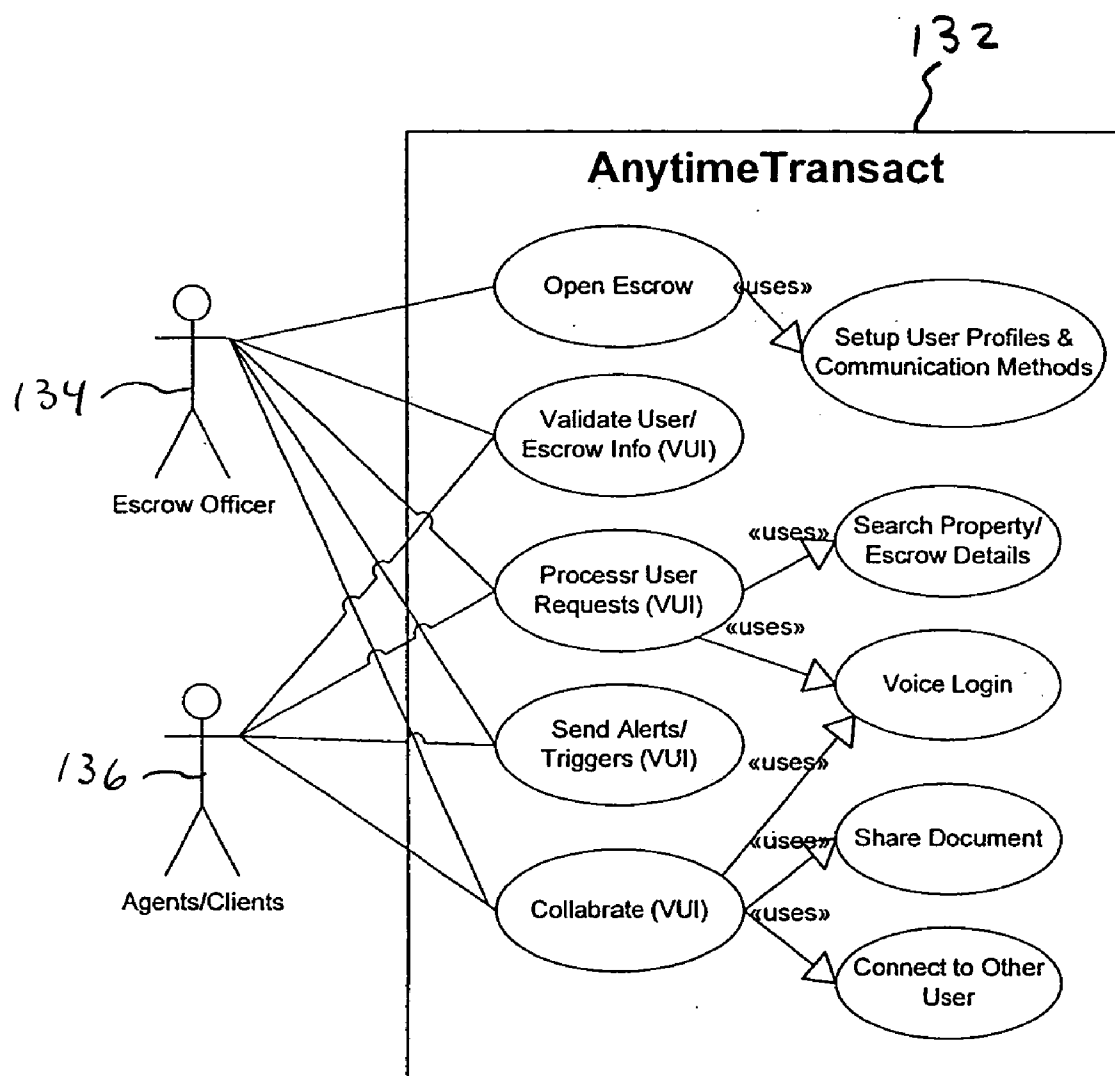 132
AnytimeTransact
Open Escrow
«uses»
Setup User Profiles &
Communication Methods
134
Escrow Officer
Validate User/
Escrow Info (VUI)
«uses»
Search Property/
Escrow Details
Processr User
Requests (VUI)
«uses»
Voice Login
136
Agents/Clients
Send Alerts/
Triggers (VUI)
«uses»
«uses»
Share Document
Collabrate (VUI)
«uses»
Connect to Other
User